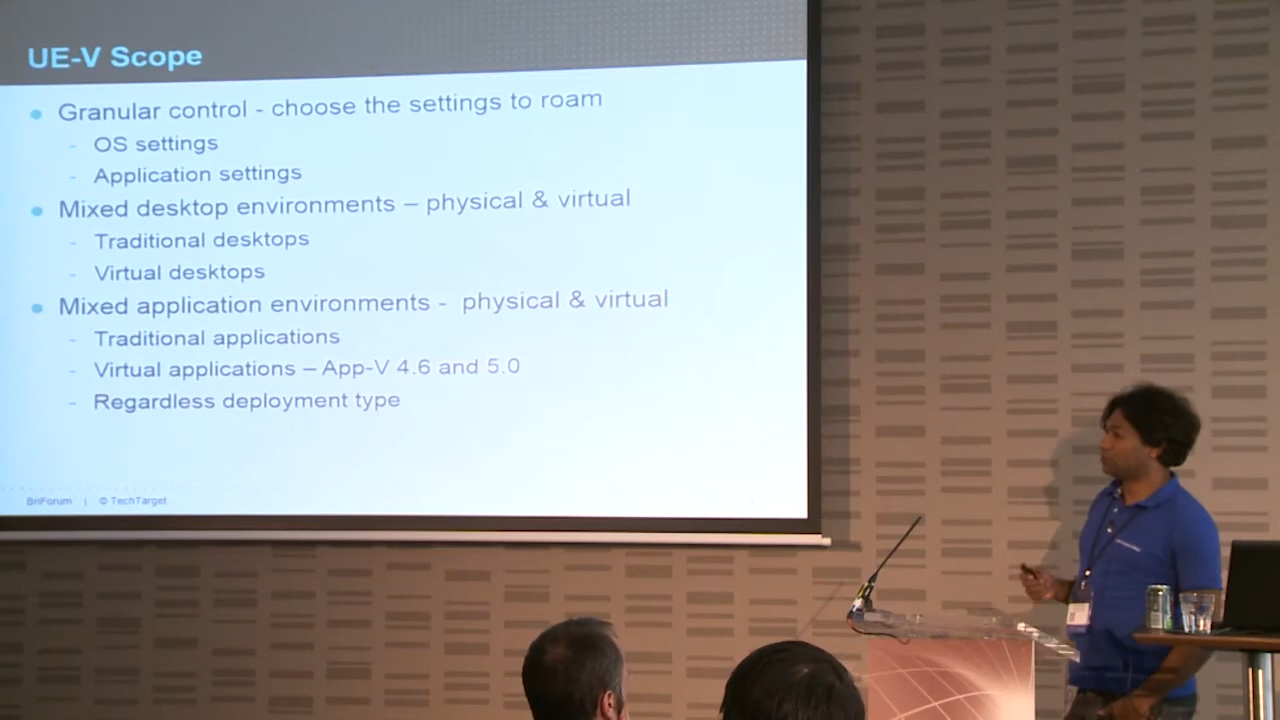 UE-V Scope
Granular control - choose the settings to roam
- OS settings
- Application settings
Mixed desktop environments – physical & virtual
- Traditional desktops
- Virtual desktops
Mixed application environments - physical & virtual
- Traditional applications
- Virtual applications – App-V 4.6 and 5.0
- Regardless deployment type
BriForum | © TechTarget